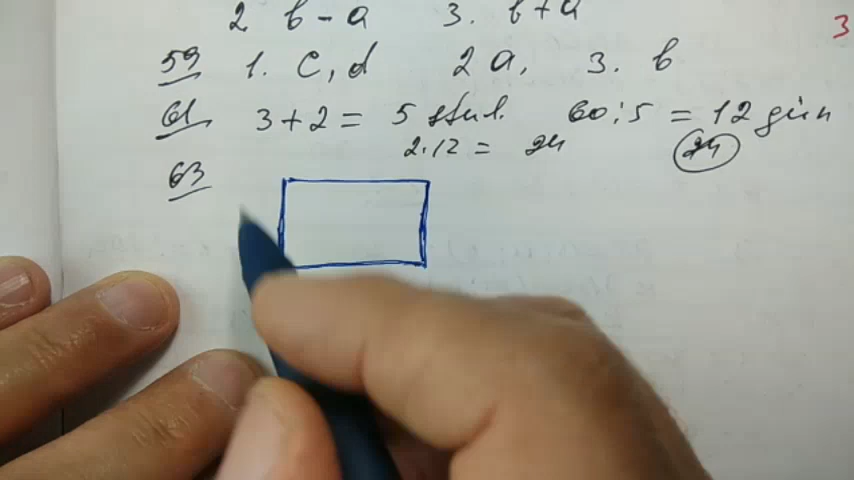 2 b - a 3. b + a
3
59 1. c, d 2 a, 3. b
61 3 + 2 = 5 stul. 60 : 5 = 12 gün
2 . 12 = 24 24
63